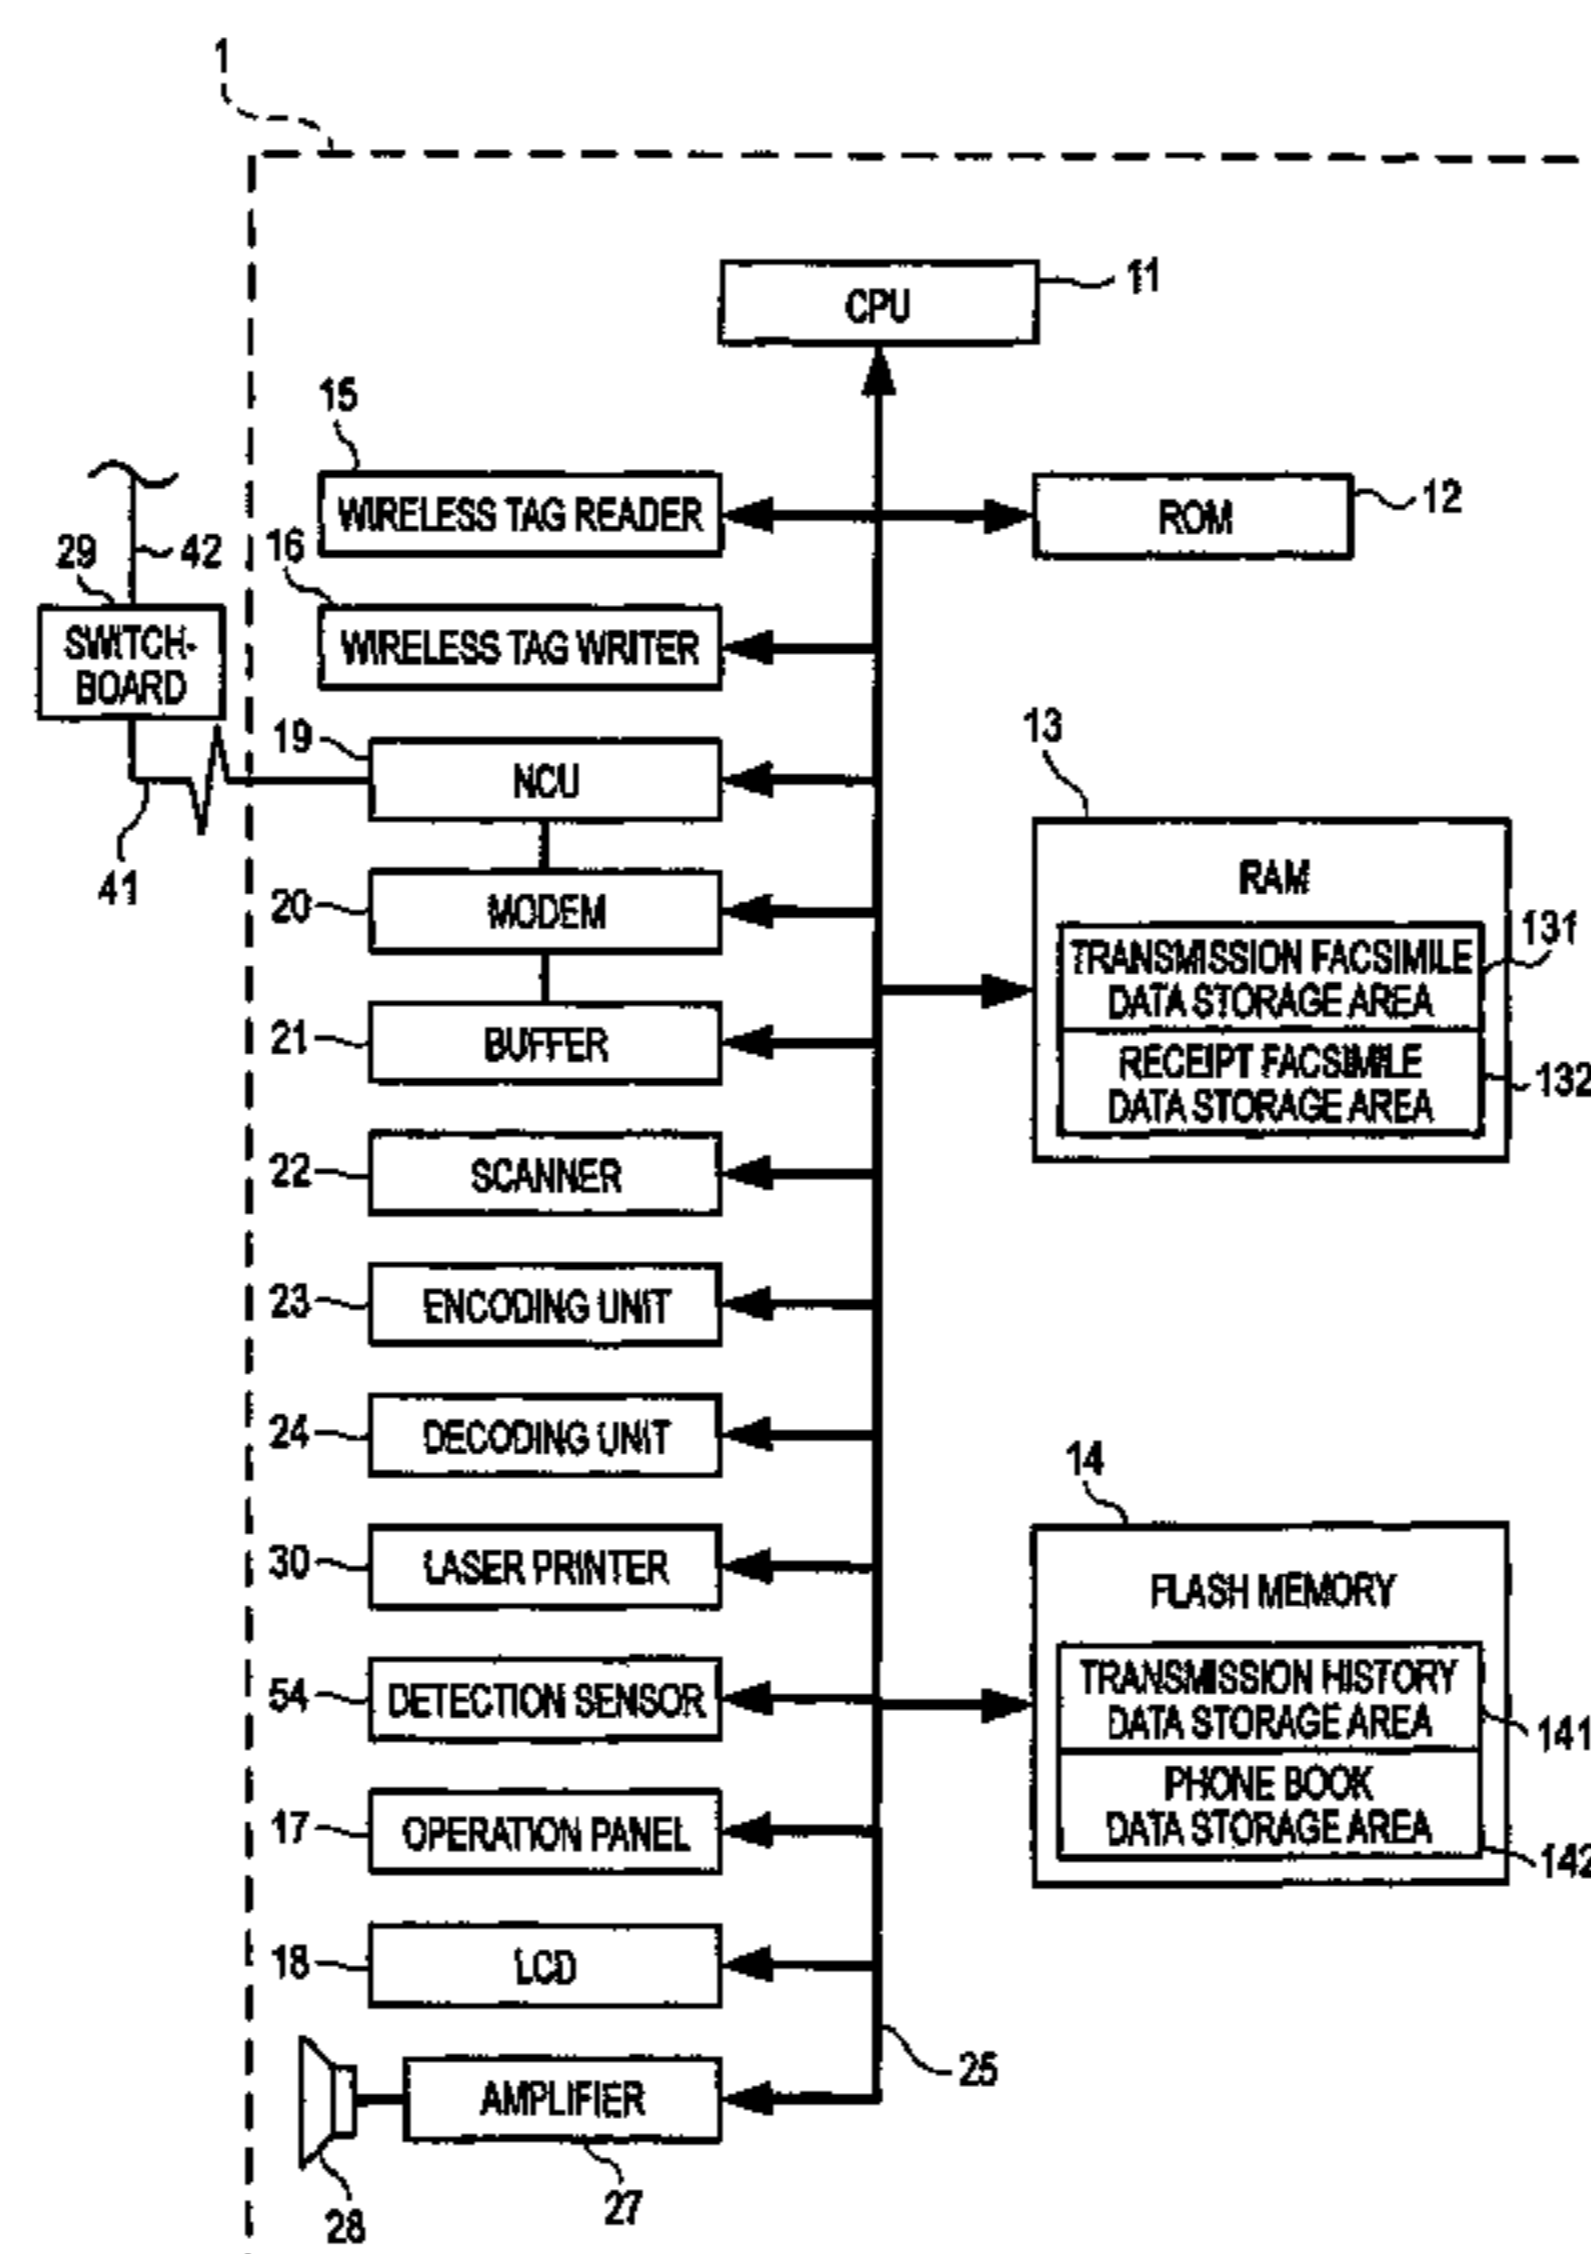 1
CPU
11
15
WIRELESS TAG READER
ROM
12
29
42
16
SWITCH-
BOARD
WIRELESS TAG WRITER
19
NCU
41
13
RAM
TRANSMISSION FACSIMILE
DATA STORAGE AREA
131
RECEIPT FACSIMILE
DATA STORAGE AREA
132
20
MODEM
21
BUFFER
22
SCANNER
23
ENCODING UNIT
24
DECODING UNIT
30
LASER PRINTER
14
FLASH MEMORY
TRANSMISSION HISTORY
DATA STORAGE AREA
141
PHONE BOOK
DATA STORAGE AREA
142
54
DETECTION SENSOR
17
OPERATION PANEL
18
LCD
25
AMPLIFIER
27
28